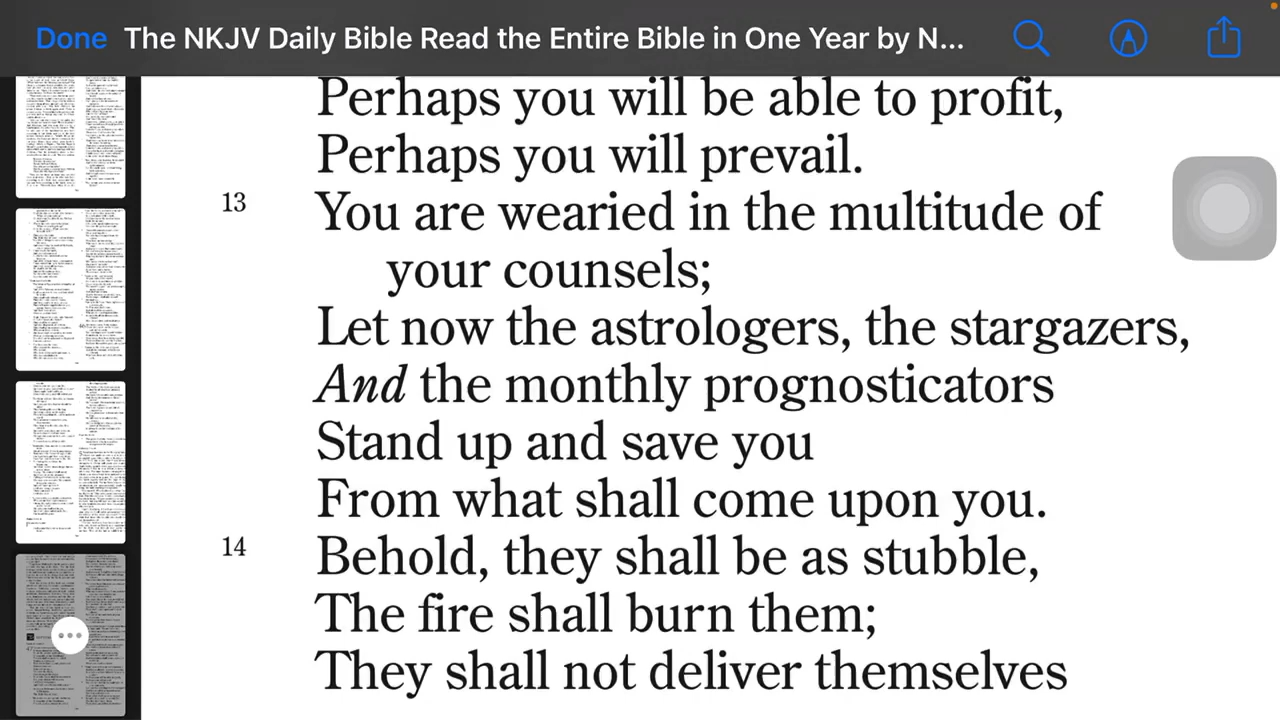 Done The NKJV Daily Bible Read the Entire Bible in One Year by N...
Perhaps you will be able to profit,
Perhaps you will prevail.
13 You are wearied in the multitude of
your counsels;
Let now the astrologers, the stargazers,
And the monthly prognosticators
Stand up and save you
From what shall come upon you.
14 Behold, they shall be as stubble,
The fire shall burn them;
They shall not deliver themselves